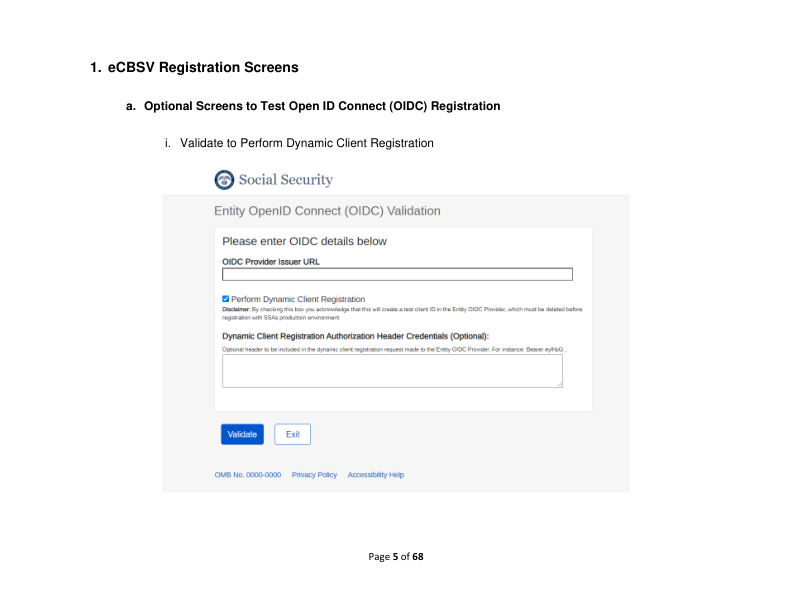 1. eCBSV Registration Screens
a. Optional Screens to Test Open ID Connect (OIDC) Registration
i. Validate to Perform Dynamic Client Registration
Social Security
Entity OpenID Connect (OIDC) Validation
Please enter OIDC details below
OIDC Provider Issuer URL
Perform Dynamic Client Registration
Disclaimer: By checking this box you acknowledge that this will create a test client ID in the Entity OIDC Provider, which must be deleted before
registration with SSAs production environment.
Dynamic Client Registration Authorization Header Credentials (Optional):
Optional header to be included in the dynamic client registration request made to the Entity OIDC Provider. For instance: Bearer eyIhbG...
Validate Exit
OMB No. 0000-0000 Privacy Policy Accessibility Help
Page 5 of 68